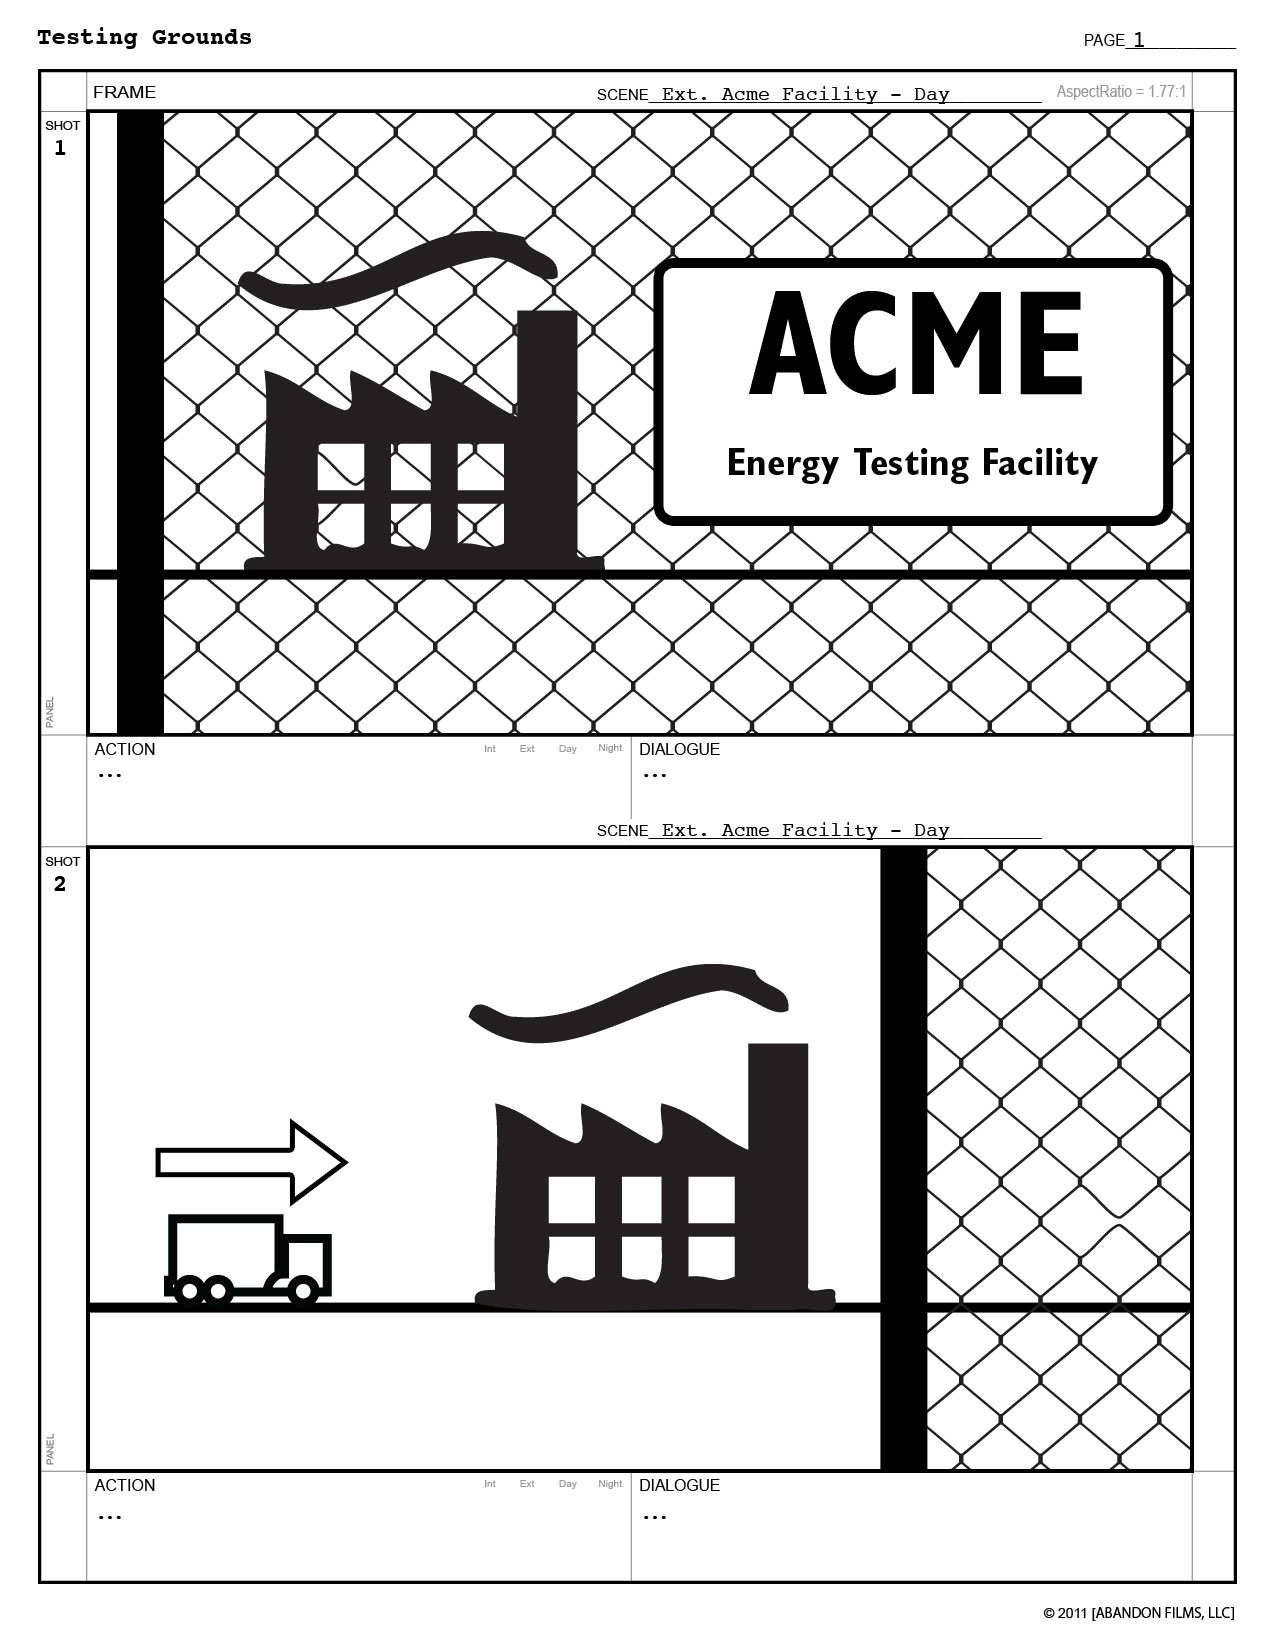 Testing Grounds
PAGE 1
FRAME
SCENE Ext. Acme Facility - Day
AspectRatio = 1.77:1
SHOT
1
ACME
Energy Testing Facility
PANEL
ACTION
Int Ext Day Night
DIALOGUE
...
...
SCENE Ext. Acme Facility - Day
SHOT
2
PANEL
ACTION
Int Ext Day Night
DIALOGUE
...
...
© 2011 [ABANDON FILMS, LLC]